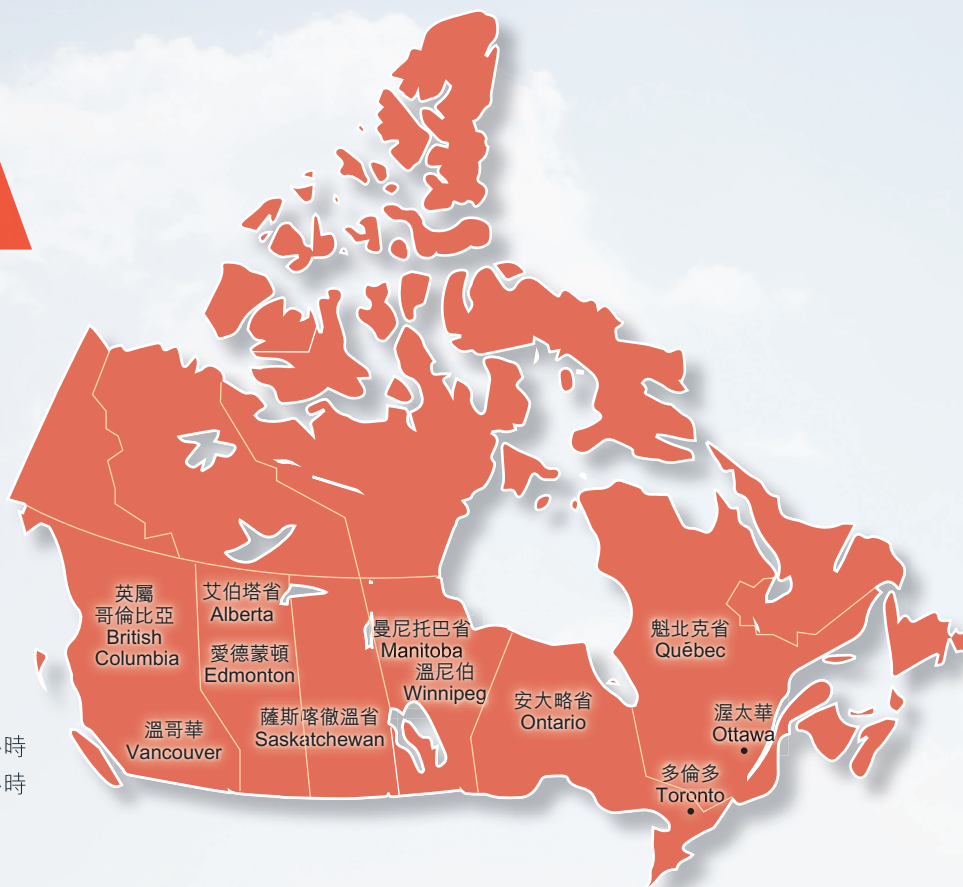 英屬
哥倫比亞
British
Columbia
艾伯塔省
Alberta
愛德蒙頓
Edmonton
溫哥華
Vancouver
薩斯喀徹溫省
Saskatchewan
曼尼托巴省
Manitoba
溫尼伯
Winnipeg
安大略省
Ontario
魁北克省
Québec
渥太華
Ottawa
多倫多
Toronto
時
時